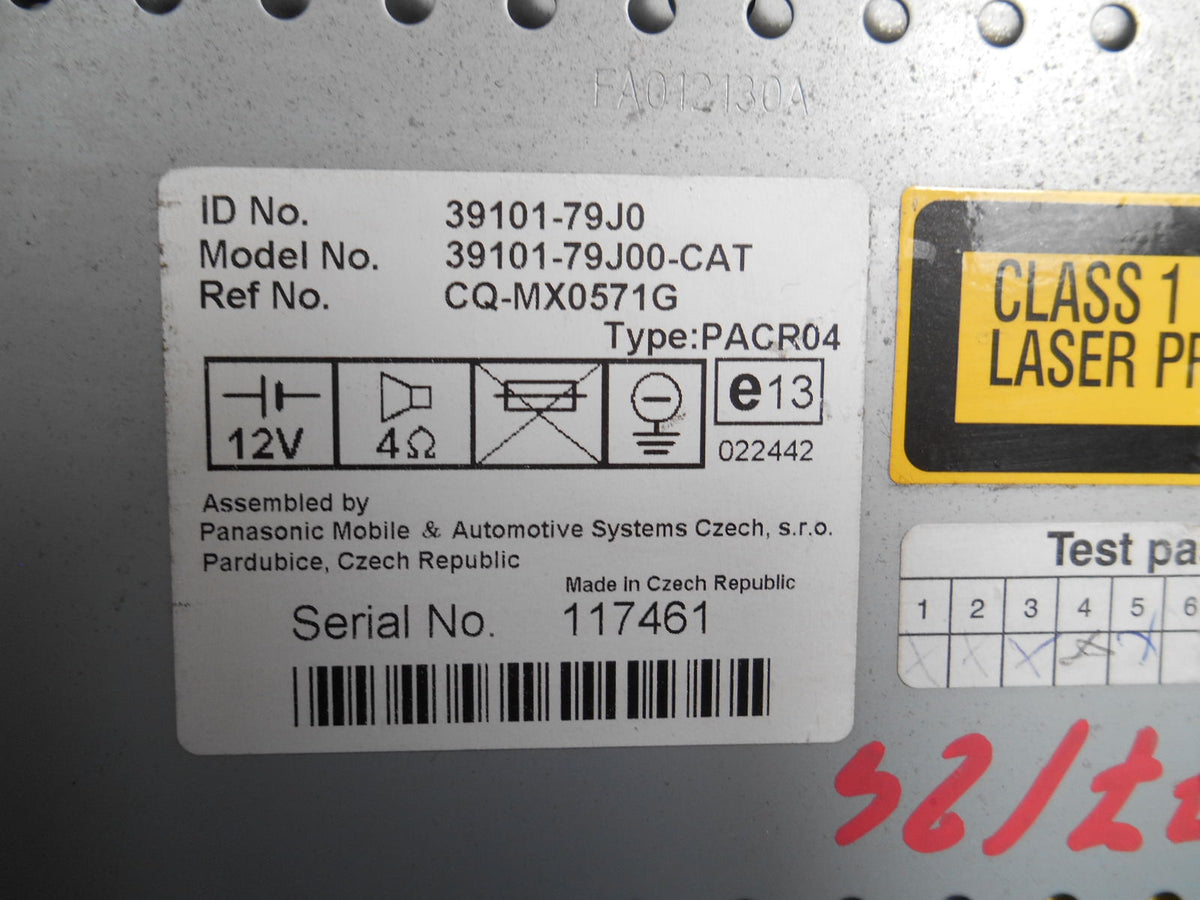 FA012130A
ID No. 39101-79J0
Model No. 39101-79J00-CAT
Ref No. CQ-MX0571G
Type:PACR04
12V 4Ω e13
022442
Assembled by
Panasonic Mobile & Automotive Systems Czech, s.r.o.
Pardubice, Czech Republic
Made in Czech Republic
Serial No. 117461
CLASS 1
LASER PR
Test pa
1 2 3 4 5 6